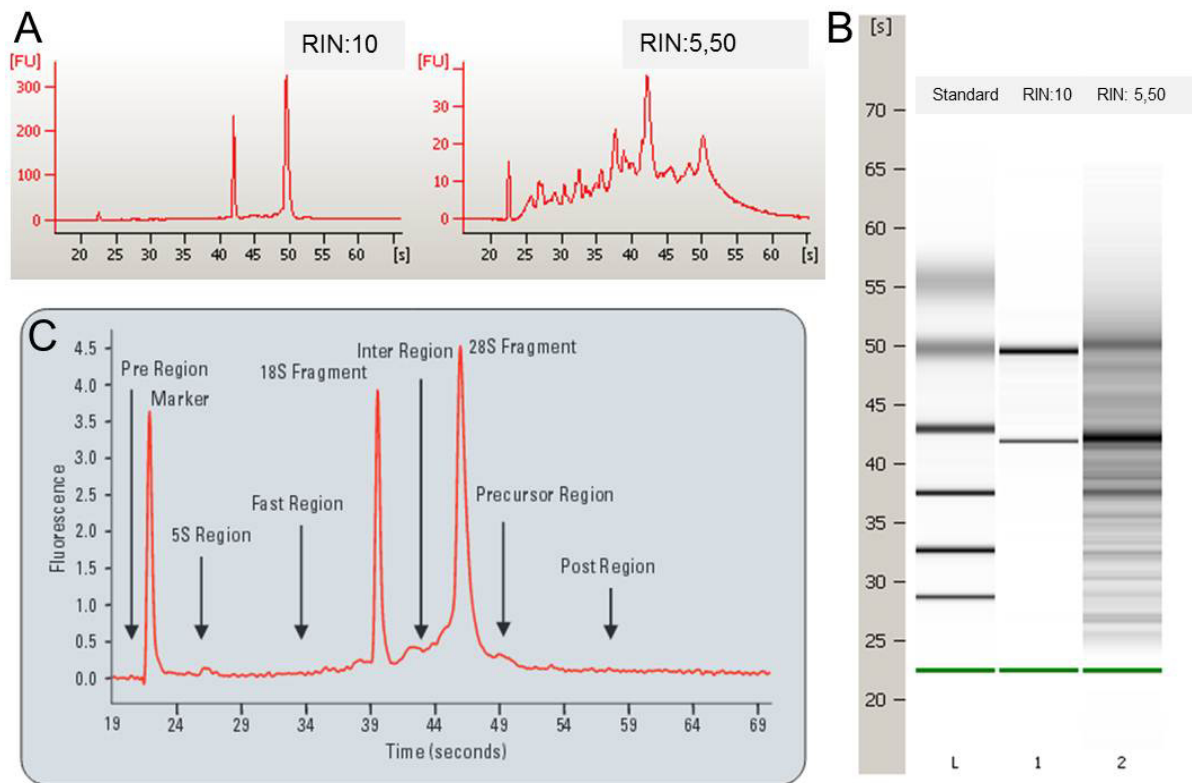 A
RIN:10
[FU]
300
200
100
0
20 25 30 35 40 45 50 55 60 [s]
RIN:5,50
[FU]
30
20
10
0
20 25 30 35 40 45 50 55 60 [s]
B
[s]
Standard RIN:10 RIN: 5,50
70
65
60
55
50
45
40
35
30
25
20
L 1 2
C
4.5
4.0
3.5
3.0
2.5
2.0
1.5
1.0
0.5
0.0
Fluorescence
Pre Region
Marker
5S Region
Fast Region
18S Fragment
Inter Region
28S Fragment
Precursor Region
Post Region
19 24 29 34 39 44 49 54 59 64 69
Time (seconds)